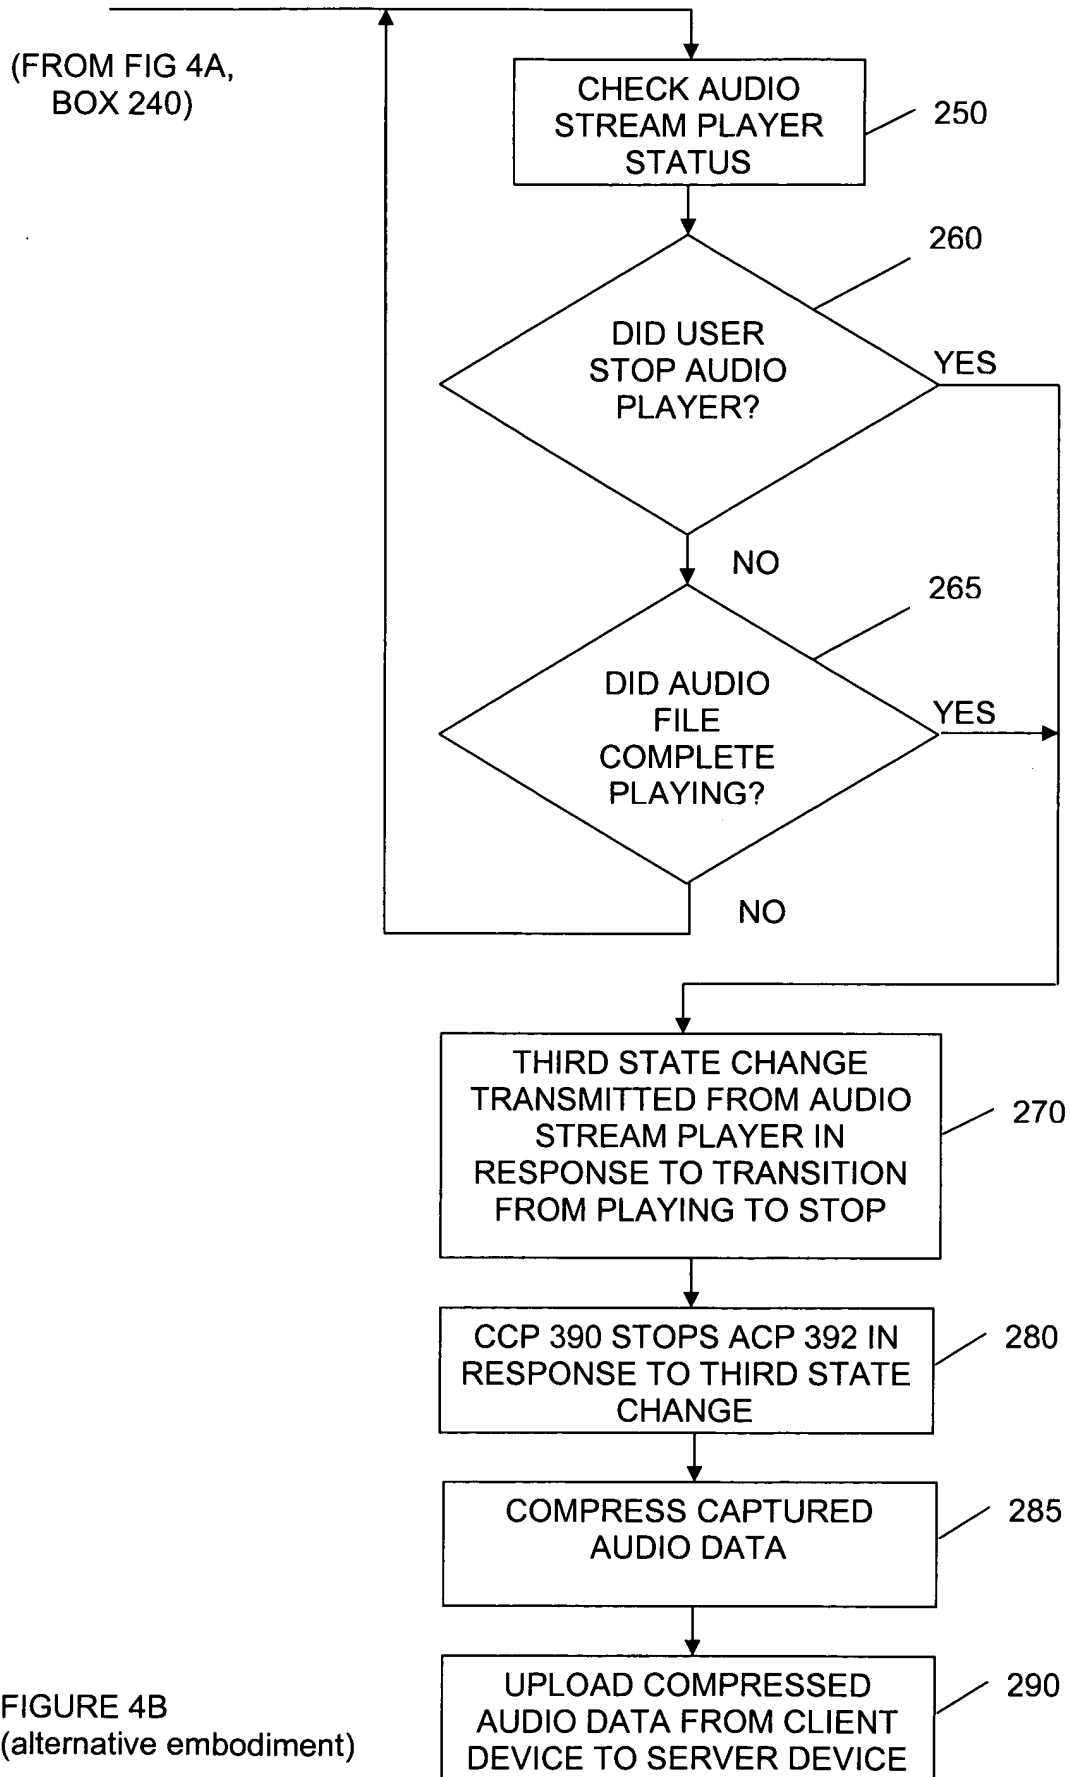 (FROM FIG 4A,
BOX 240)
CHECK AUDIO
STREAM PLAYER
STATUS
250
260
DID USER
STOP AUDIO
PLAYER?
YES
NO
265
DID AUDIO
FILE
COMPLETE
PLAYING?
YES
NO
THIRD STATE CHANGE
TRANSMITTED FROM AUDIO
STREAM PLAYER IN
RESPONSE TO TRANSITION
FROM PLAYING TO STOP
270
CCP 390 STOPS ACP 392 IN
RESPONSE TO THIRD STATE
CHANGE
280
COMPRESS CAPTURED
AUDIO DATA
285
UPLOAD COMPRESSED
AUDIO DATA FROM CLIENT
DEVICE TO SERVER DEVICE
290
FIGURE 4B
(alternative embodiment)